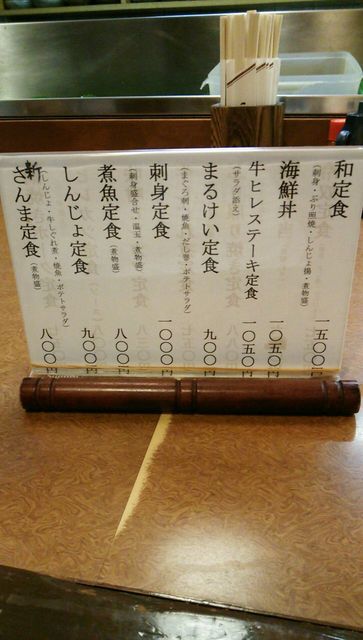 和定食
(刺身・ぶり照焼・しんじょ揚・煮物盛)
一五〇〇円
海鮮丼
一〇五〇円
牛ヒレステーキ定食
(サラダ添え)
一〇五〇円
まるけい定食
(まぐろ刺・焼魚・だし巻・ポテトサラダ)
九〇〇円
刺身定食
(刺身盛合せ・温玉・煮物)
一〇〇〇円
煮魚定食
(煮物盛)
八〇〇円
しんじょ定食
(しんじょ・牛しぐれ煮・焼魚・ポテトサラダ)
九〇〇円
新
さんま定食
(煮物盛)
八〇〇円